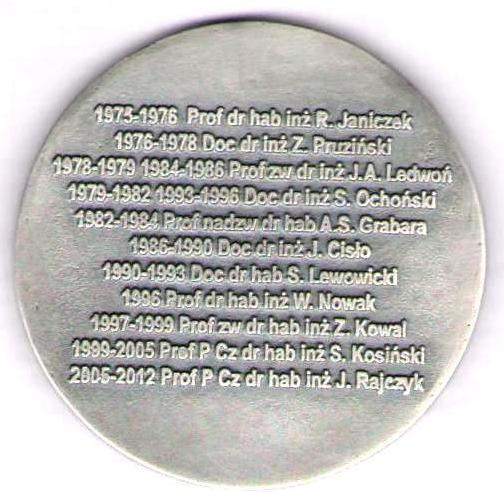 1975-1976 Prof dr hab inż R. Janiczek
1976-1978 Doc dr inż Z. Pruziński
1978-1979 1984-1986 Prof zw dr inż J.A. Ledwoń
1979-1982 1993-1996 Doc dr inż S. Ochoński
1982-1984 Prof nadzw dr hab A.S. Grabara
1986-1990 Doc dr inż J. Cisło
1990-1993 Doc dr hab S. Lewowicki
1996 Prof dr hab inż W. Nowak
1997-1999 Prof zw dr hab inż Z. Kowal
1999-2005 Prof P Cz dr hab inż S. Kosiński
2005-2012 Prof P Cz dr hab inż J. Rajczyk